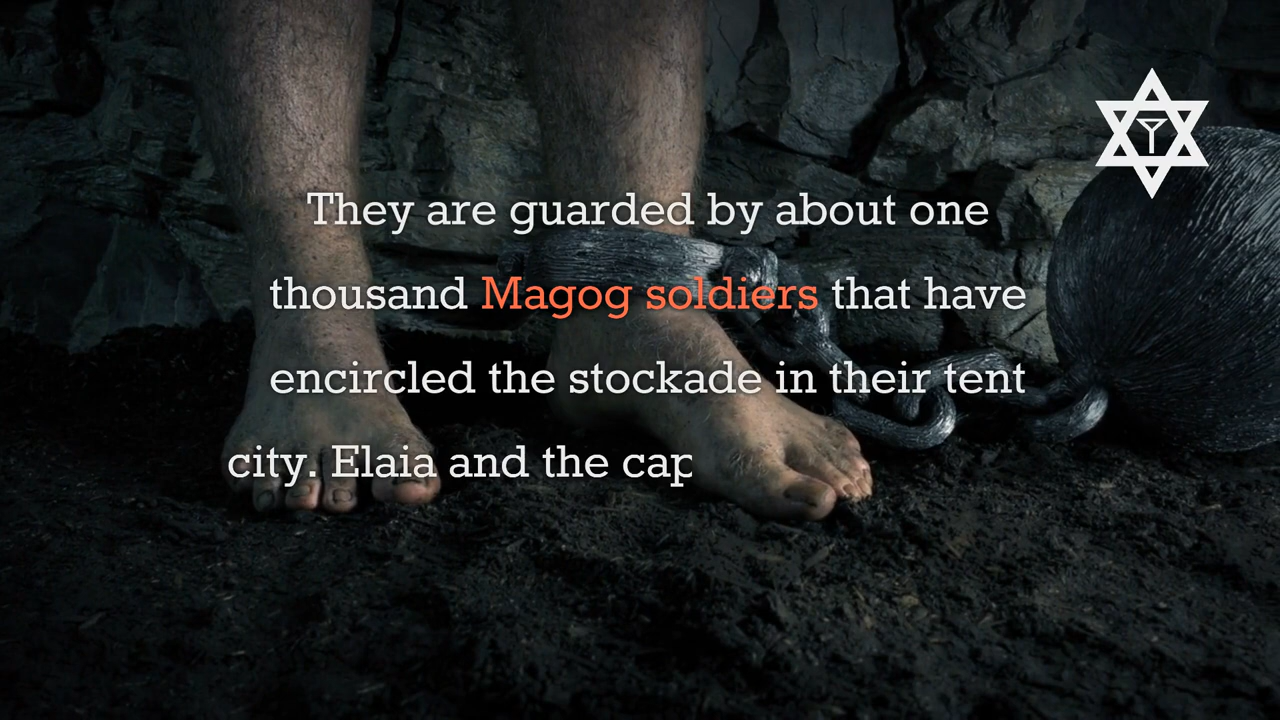 They are guarded by about one
thousand Magog soldiers that have
encircled the stockade in their tent
city. Elaia and the cap